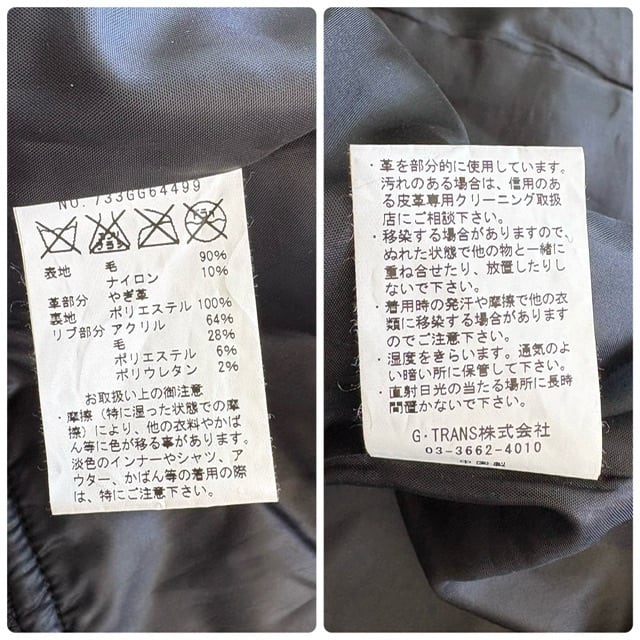 NO.733GG64499
エンソ サラシ
ドライ
表地 毛 90%
ナイロン 10%
革部分 やぎ革
裏地 ポリエステル 100%
リブ部分 アクリル 64%
毛 28%
ポリエステル 6%
ポリウレタン 2%
お取扱い上の御注意
・摩擦(特に湿った状態での摩
擦)により、他の衣料やかば
ん等に色が移る事があります。
淡色のインナーやシャツ、ア
ウター、かばん等の着用の際
は、特にご注意下さい。
・革を部分的に使用しています。
汚れのある場合は、信用のあ
る皮革専用クリーニング取扱
店にご相談下さい。
・移染する場合がありますので、
ぬれた状態で他の物と一緒に
重ね合せたり、放置したりし
ないで下さい。
・着用時の発汗や摩擦で他の衣
類に移染する場合があります
のでご注意下さい。
・湿度をきらいます。通気のよ
い暗い所に保管して下さい。
・直射日光の当たる場所に長時
間置かないで下さい。
G・TRANS株式会社
03-3662-4010
中国製